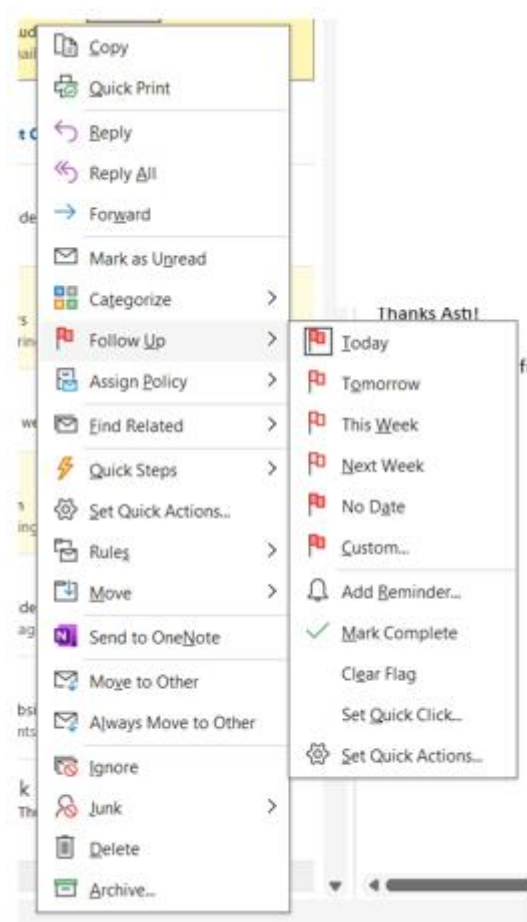 Copy
Quick Print
Reply
Reply All
Forward
Mark as Unread
Categorize
Follow Up
Assign Policy
Find Related
Quick Steps
Set Quick Actions...
Rules
Move
Send to OneNote
Move to Other
Always Move to Other
Ignore
Junk
Delete
Archive...
Thanks Asti!
Today
Tomorrow
This Week
Next Week
No Date
Custom...
Add Reminder...
Mark Complete
Clear Flag
Set Quick Click...
Set Quick Actions...